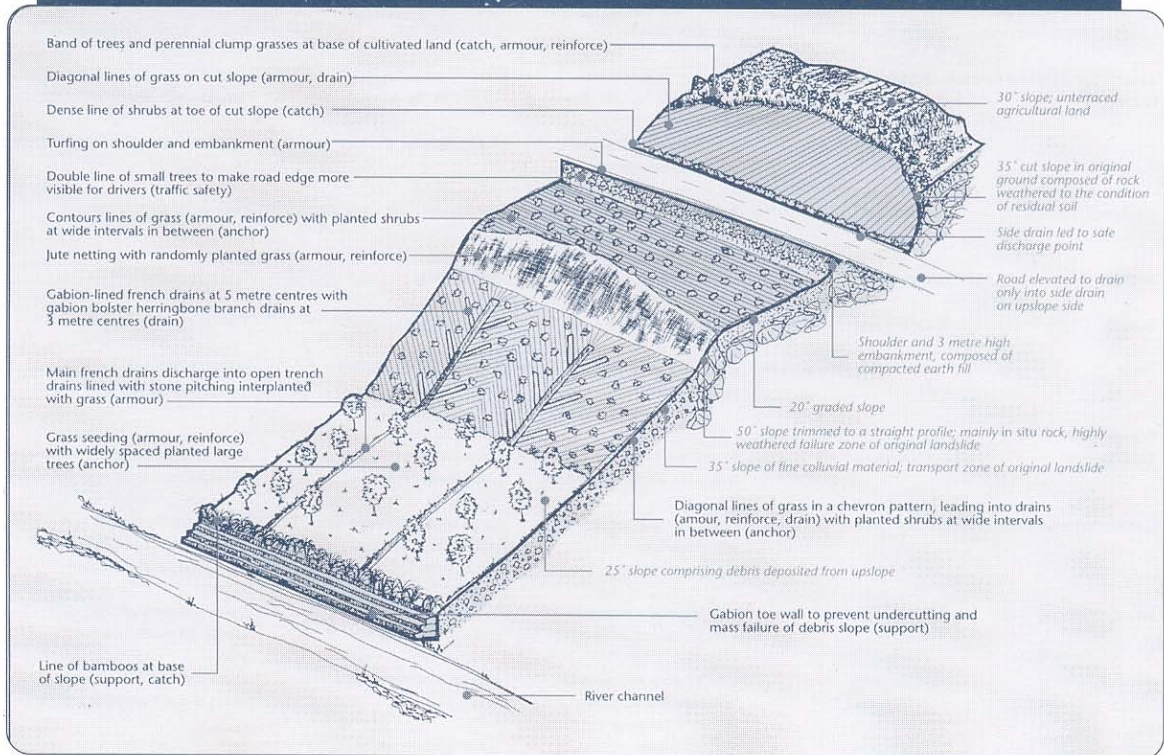 Band of trees and perennial clump grasses at base of cultivated land (catch, armour, reinforce)
Diagonal lines of grass on cut slope (armour, drain)
Dense line of shrubs at toe of cut slope (catch)
Turfing on shoulder and embankment (armour)
Double line of small trees to make road edge more
visible for drivers (traffic safety)
Contours lines of grass (armour, reinforce) with planted shrubs
at wide intervals in between (anchor)
Jute netting with randomly planted grass (armour, reinforce)
Gabion-lined french drains at 5 metre centres with
gabion bolster herringbone branch drains at
3 metre centres (drain)
Main french drains discharge into open trench
drains lined with stone pitching interplanted
with grass (armour)
Grass seeding (armour, reinforce)
with widely spaced planted large
trees (anchor)
Line of bamboos at base
of slope (support, catch)
30° slope; unterraced
agricultural land
35° cut slope in original
ground composed of rock
weathered to the condition
of residual soil
Side drain led to safe
discharge point
Road elevated to drain
only into side drain
on upslope side
Shoulder and 3 metre high
embankment, composed of
compacted earth fill
20° graded slope
50° slope trimmed to a straight profile; mainly in situ rock, highly
weathered failure zone of original landslide
35° slope of fine colluvial material; transport zone of original landslide
Diagonal lines of grass in a chevron pattern, leading into drains
(amour, reinforce, drain) with planted shrubs at wide intervals
in between (anchor)
25° slope comprising debris deposited from upslope
Gabion toe wall to prevent undercutting and
mass failure of debris slope (support)
River channel